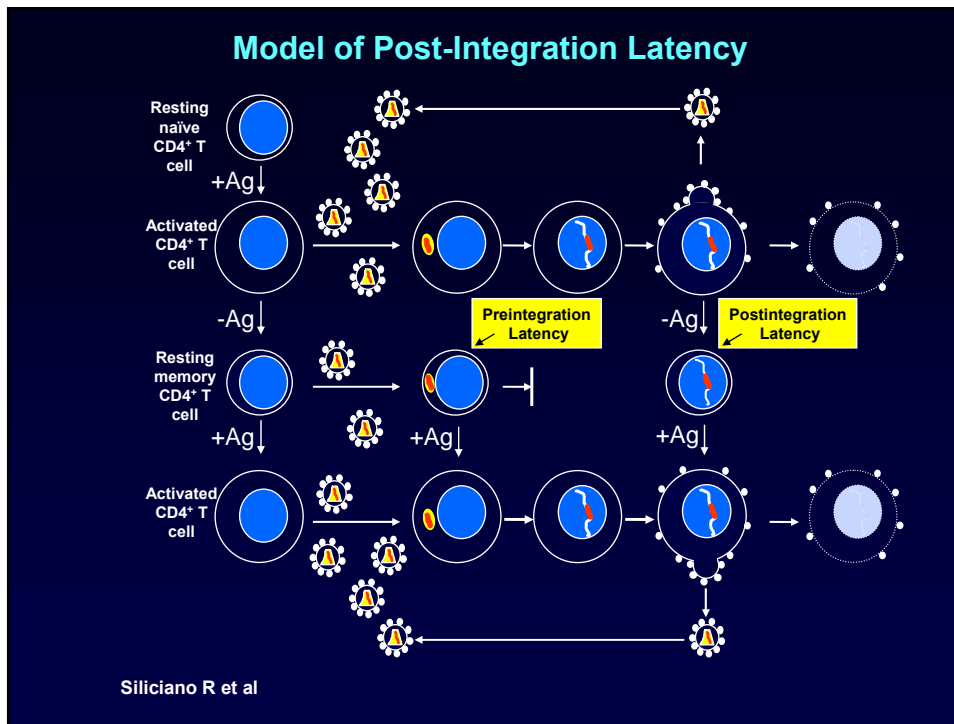 Model of Post-Integration Latency
Resting
naïve
CD4⁺ T
cell
+Ag
Activated
CD4⁺ T
cell
-Ag
Preintegration
Latency
-Ag
Postintegration
Latency
Resting
memory
CD4⁺ T
cell
+Ag
+Ag
+Ag
Activated
CD4⁺ T
cell
Siliciano R et al